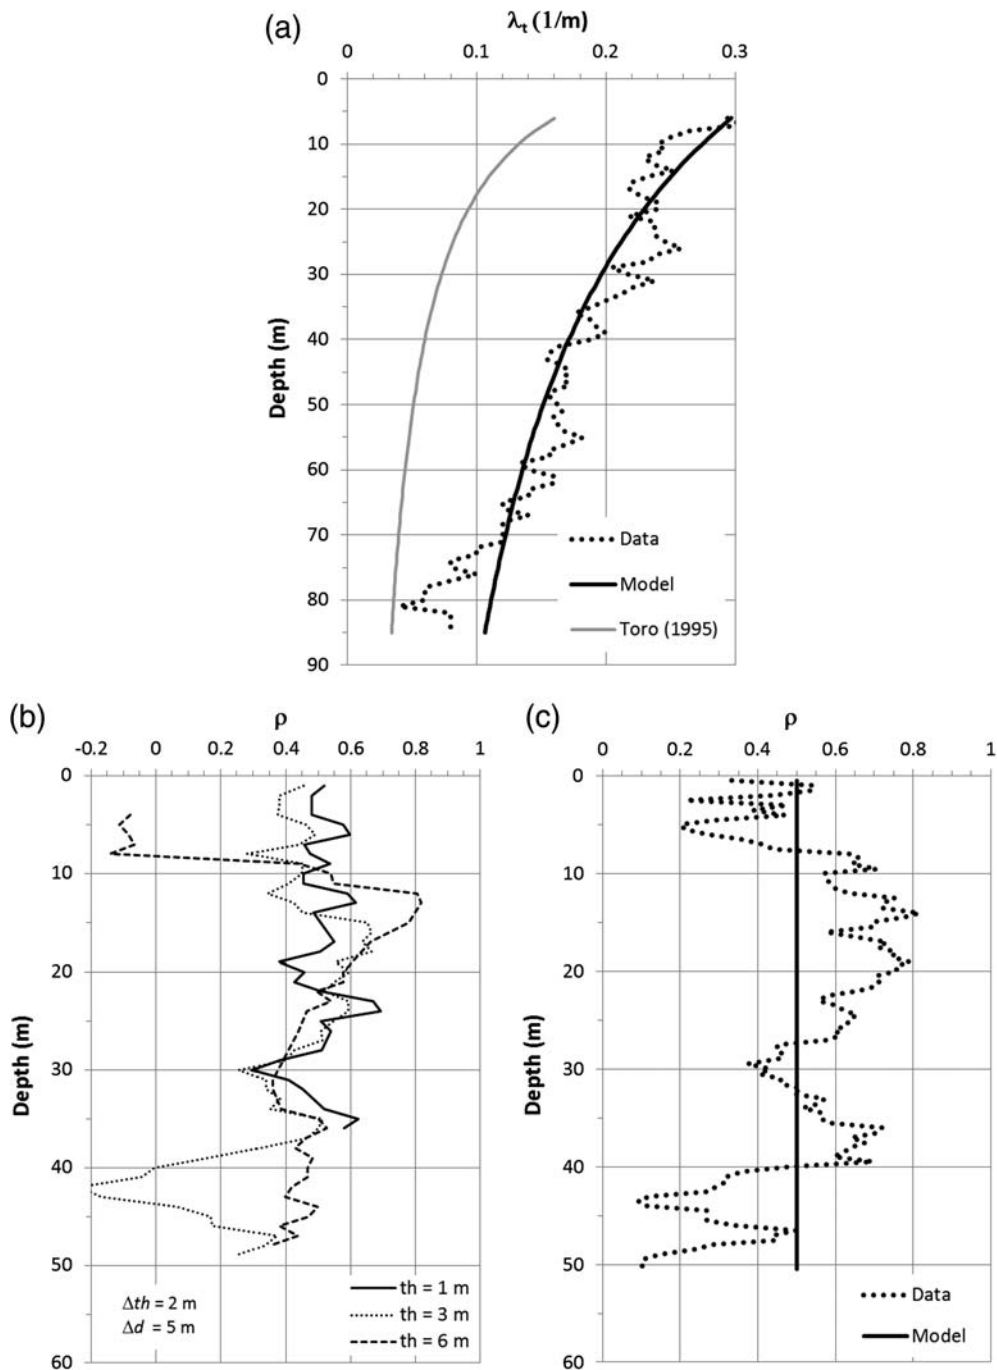 (a)
λt (1/m)
0 0.1 0.2 0.3
0
10
20
30
40
50
60
70
80
90
Depth (m)
Data
Model
Toro (1995)
(b)
ρ
-0.2 0 0.2 0.4 0.6 0.8 1
0
10
20
30
40
50
60
Depth (m)
Δth = 2 m
Δd = 5 m
th = 1 m
th = 3 m
th = 6 m
(c)
ρ
0 0.2 0.4 0.6 0.8 1
0
10
20
30
40
50
60
Depth (m)
Data
Model